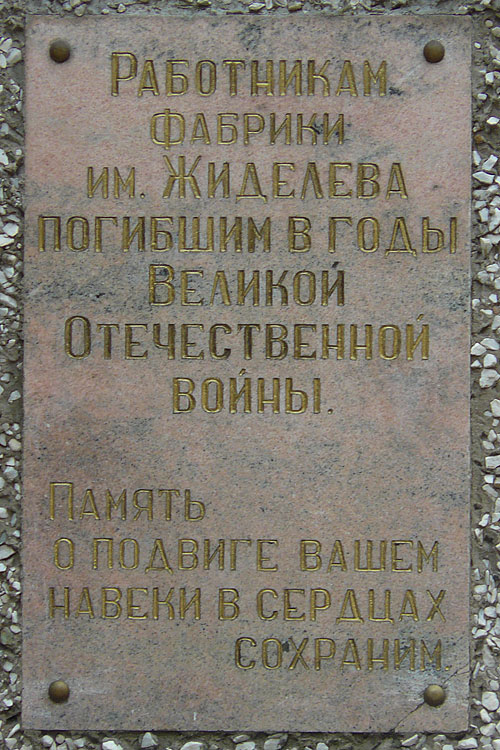 Работникам
фабрики
им. Жиделева
погибшим в годы
Великой
Отечественной
войны.
Память
о подвиге вашем
навеки в сердцах
сохраним.